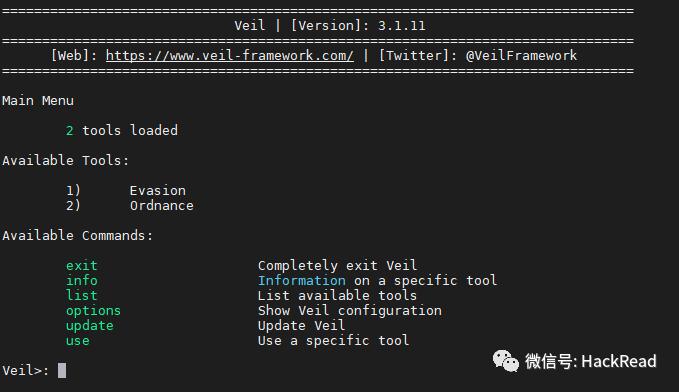 ===============================================================================
Veil | [Version]: 3.1.11
===============================================================================
[Web]: https://www.veil-framework.com/ | [Twitter]: @VeilFramework
===============================================================================
Main Menu
2 tools loaded
Available Tools:
1) Evasion
2) Ordnance
Available Commands:
exit Completely exit Veil
info Information on a specific tool
list List available tools
options Show Veil configuration
update Update Veil
use Use a specific tool
Veil>:
微信号: HackRead